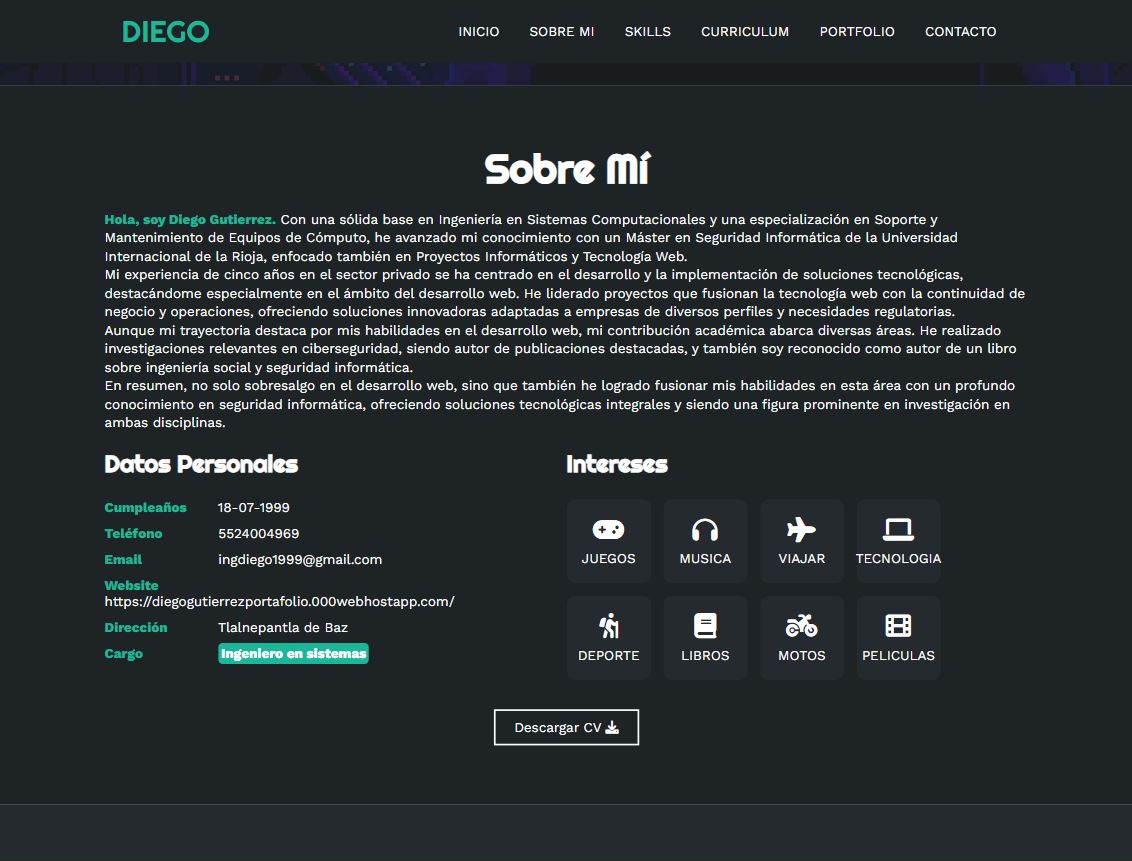 DIEGO
INICIO SOBRE MI SKILLS CURRICULUM PORTFOLIO CONTACTO
Sobre Mí
Hola, soy Diego Gutierrez. Con una sólida base en Ingeniería en Sistemas Computacionales y una especialización en Soporte y
Mantenimiento de Equipos de Cómputo, he avanzado mi conocimiento con un Máster en Seguridad Informática de la Universidad
Internacional de la Rioja, enfocado también en Proyectos Informáticos y Tecnología Web.
Mi experiencia de cinco años en el sector privado se ha centrado en el desarrollo y la implementación de soluciones tecnológicas,
destacándome especialmente en el ámbito del desarrollo web. He liderado proyectos que fusionan la tecnología web con la continuidad de
negocio y operaciones, ofreciendo soluciones innovadoras adaptadas a empresas de diversos perfiles y necesidades regulatorias.
Aunque mi trayectoria destaca por mis habilidades en el desarrollo web, mi contribución académica abarca diversas áreas. He realizado
investigaciones relevantes en ciberseguridad, siendo autor de publicaciones destacadas, y también soy reconocido como autor de un libro
sobre ingeniería social y seguridad informática.
En resumen, no solo sobresalgo en el desarrollo web, sino que también he logrado fusionar mis habilidades en esta área con un profundo
conocimiento en seguridad informática, ofreciendo soluciones tecnológicas integrales y siendo una figura prominente en investigación en
ambas disciplinas.
Datos Personales
Cumpleaños 18-07-1999
Teléfono 5524004969
Email ingdiego1999@gmail.com
Website
https://diegogutierrezportafolio.000webhostapp.com/
Dirección Tlalnepantla de Baz
Cargo Ingeniero en sistemas
Intereses
JUEGOS MUSICA VIAJAR TECNOLOGIA
DEPORTE LIBROS MOTOS PELICULAS
Descargar CV